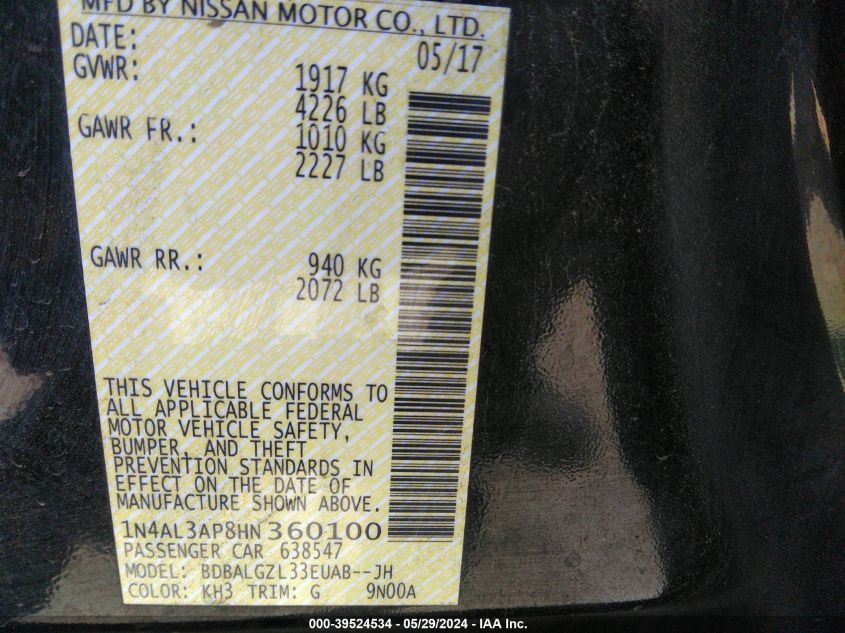 MFD BY NISSAN MOTOR CO., LTD.
DATE: 05/17
GVWR: 1917 KG
4226 LB
GAWR FR.: 1010 KG
2227 LB
GAWR RR.: 940 KG
2072 LB
THIS VEHICLE CONFORMS TO
ALL APPLICABLE FEDERAL
MOTOR VEHICLE SAFETY,
BUMPER, AND THEFT
PREVENTION STANDARDS IN
EFFECT ON THE DATE OF
MANUFACTURE SHOWN ABOVE.
1N4AL3AP8HN360100
PASSENGER CAR 638547
MODEL: BDBALGZL33EUAB--JH
COLOR: KH3 TRIM: G 9N00A
000-39524534 - 05/29/2024 - IAA Inc.